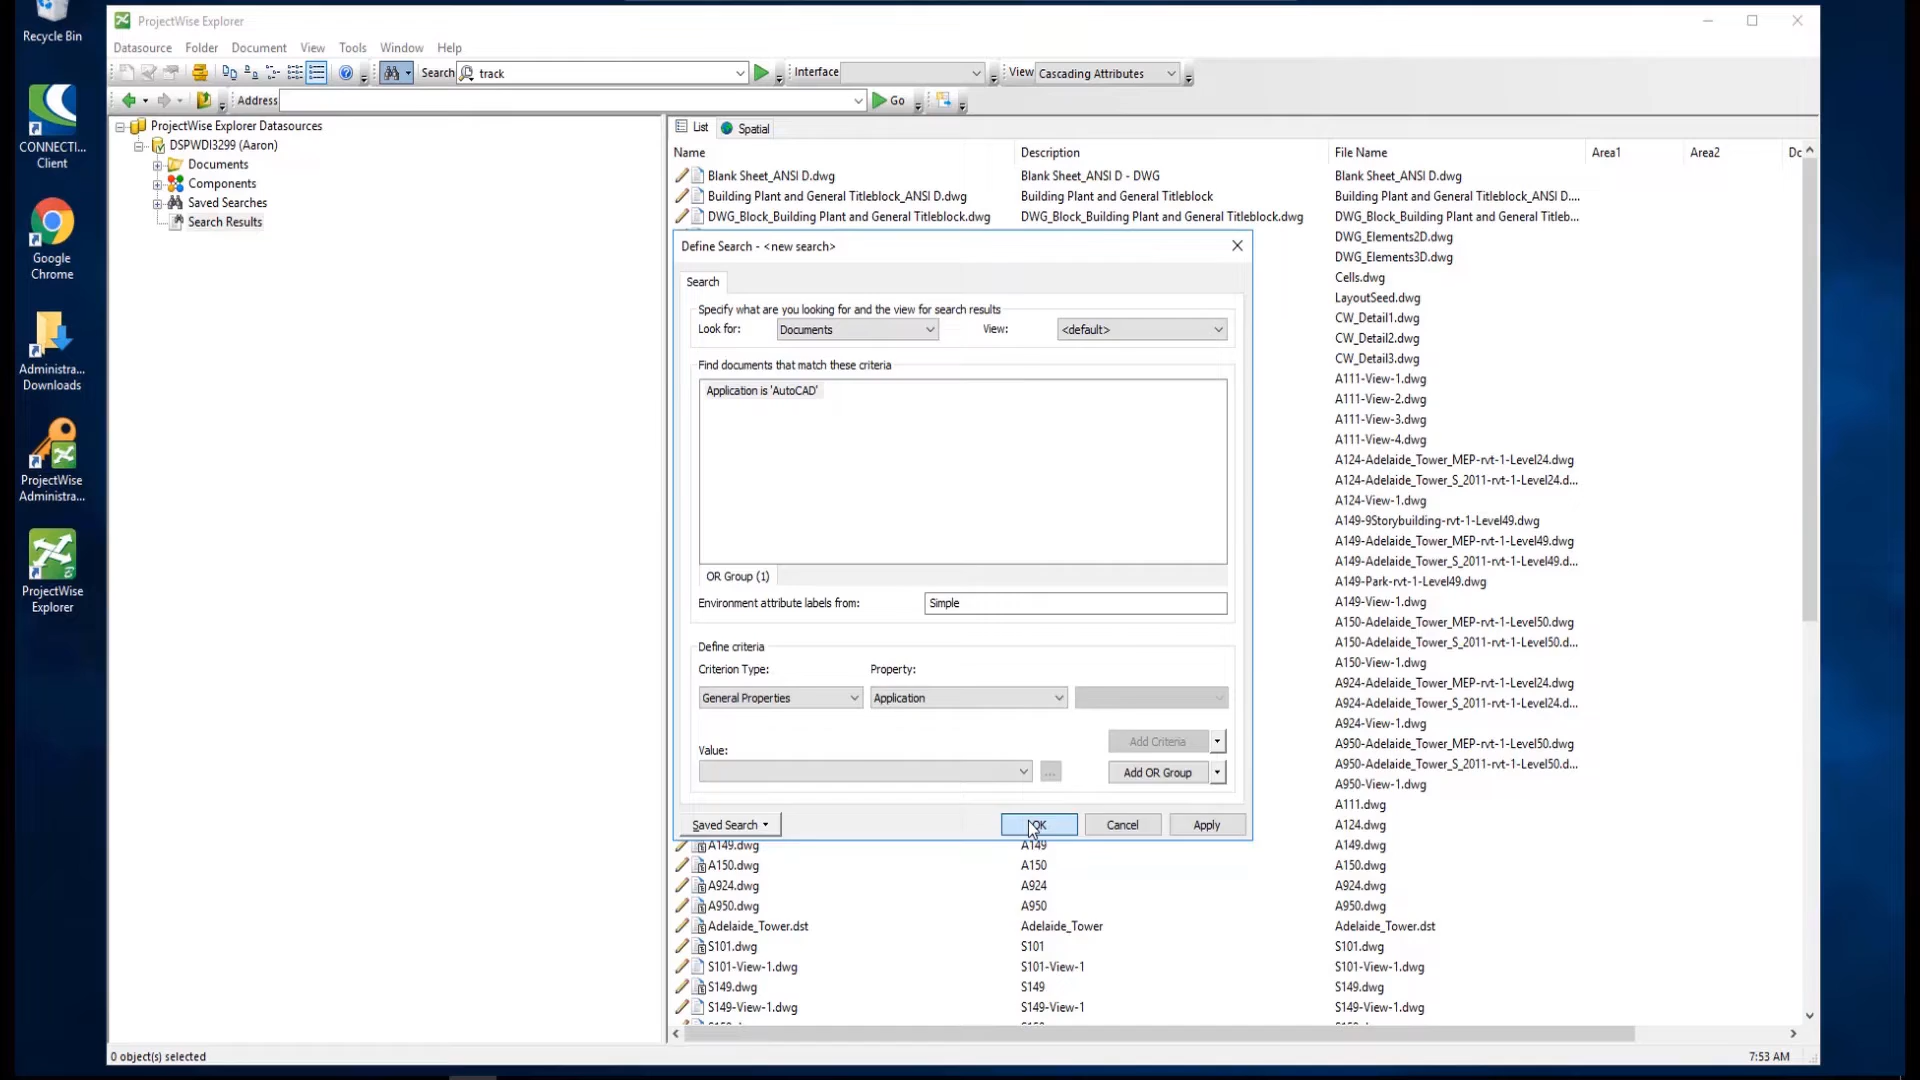 Recycle Bin
CONNECTI...
Client
Google
Chrome
Administra...
Downloads
ProjectWise
Administra...
ProjectWise
Explorer
ProjectWise Explorer
Datasource Folder Document View Tools Window Help
Search track Interface View Cascading Attributes
Address Go
ProjectWise Explorer Datasources
DSPWDI3299 (Aaron)
Documents
Components
Saved Searches
Search Results
List Spatial
Name Description File Name Area1 Area2 Dc
Blank Sheet_ANSI D.dwg Blank Sheet_ANSI D - DWG Blank Sheet_ANSI D.dwg
Building Plant and General Titleblock_ANSI D.dwg Building Plant and General Titleblock Building Plant and General Titleblock_ANSI D....
DWG_Block_Building Plant and General Titleblock.dwg DWG_Block_Building Plant and General Titleblock.dwg DWG_Block_Building Plant and General Titleb...
DWG_Elements2D.dwg
DWG_Elements3D.dwg
Cells.dwg
LayoutSeed.dwg
CW_Detail1.dwg
CW_Detail2.dwg
CW_Detail3.dwg
A111-View-1.dwg
A111-View-2.dwg
A111-View-3.dwg
A111-View-4.dwg
A124-Adelaide_Tower_MEP-rvt-1-Level24.dwg
A124-Adelaide_Tower_S_2011-rvt-1-Level24.d...
A124-View-1.dwg
A149-9Storybuilding-rvt-1-Level49.dwg
A149-Adelaide_Tower_MEP-rvt-1-Level49.dwg
A149-Adelaide_Tower_S_2011-rvt-1-Level49.d...
A149-Park-rvt-1-Level49.dwg
A149-View-1.dwg
A150-Adelaide_Tower_MEP-rvt-1-Level50.dwg
A150-Adelaide_Tower_S_2011-rvt-1-Level50.d...
A150-View-1.dwg
A924-Adelaide_Tower_MEP-rvt-1-Level24.dwg
A924-Adelaide_Tower_S_2011-rvt-1-Level24.d...
A924-View-1.dwg
A950-Adelaide_Tower_MEP-rvt-1-Level50.dwg
A950-Adelaide_Tower_S_2011-rvt-1-Level50.d...
A950-View-1.dwg
A111.dwg
A124.dwg
Define Search - <new search>
Search
Specify what are you looking for and the view for search results
Look for: Documents View: <default>
Find documents that match these criteria
Application is 'AutoCAD'
OR Group (1)
Environment attribute labels from: Simple
Define criteria
Criterion Type: Property:
General Properties Application
Add Criteria
Value:
... Add OR Group
Saved Search OK Cancel Apply
A149.dwg A149 A149.dwg
A150.dwg A150 A150.dwg
A924.dwg A924 A924.dwg
A950.dwg A950 A950.dwg
Adelaide_Tower.dst Adelaide_Tower Adelaide_Tower.dst
S101.dwg S101 S101.dwg
S101-View-1.dwg S101-View-1 S101-View-1.dwg
S149.dwg S149 S149.dwg
S149-View-1.dwg S149-View-1 S149-View-1.dwg
0 object(s) selected 7:53 AM